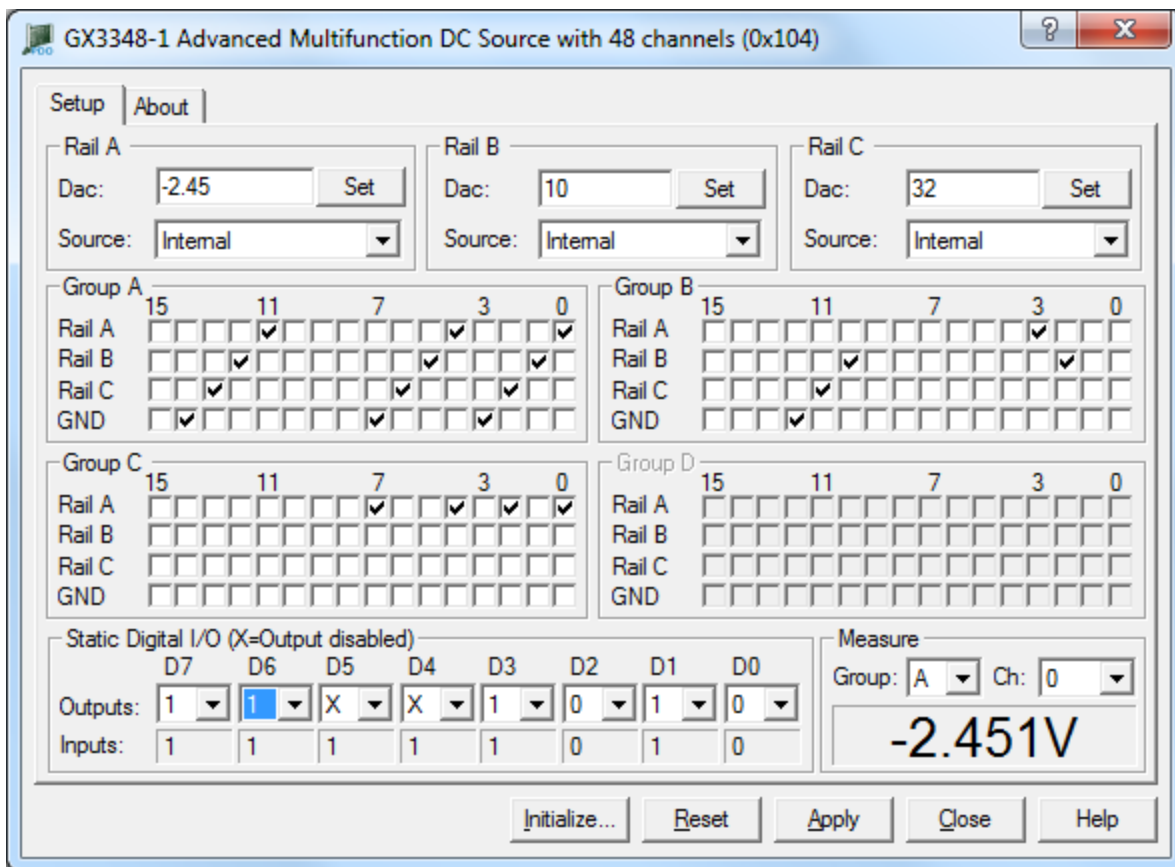 GX3348-1 Advanced Multifunction DC Source with 48 channels (0x104)
Setup About
Rail A Rail B Rail C
Dac: -2.45 Set Dac: 10 Set Dac: 32 Set
Source: Internal Source: Internal Source: Internal
Group A Group B
15 11 7 3 0 15 11 7 3 0
Rail A Rail A
Rail B Rail B
Rail C Rail C
GND GND
Group C Group D
15 11 7 3 0 15 11 7 3 0
Rail A Rail A
Rail B Rail B
Rail C Rail C
GND GND
Static Digital I/O (X=Output disabled) Measure
D7 D6 D5 D4 D3 D2 D1 D0
Group: A Ch: 0
Outputs: 1 1 X X 1 0 1 0
Inputs: 1 1 1 1 1 0 1 0
-2.451V
Initialize... Reset Apply Close Help